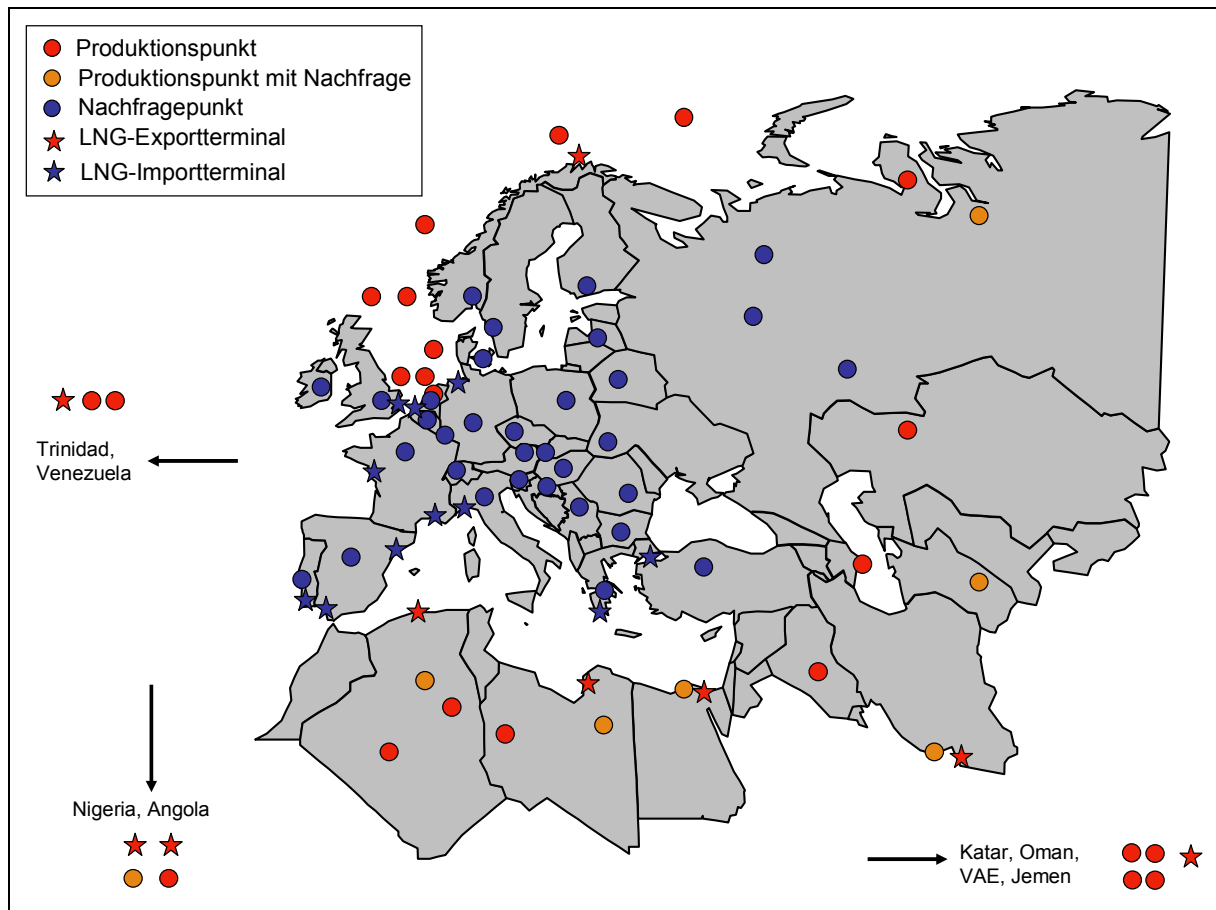 Produktionspunkt
Produktionspunkt mit Nachfrage
Nachfragepunkt
LNG-Exportterminal
LNG-Importterminal
Trinidad,
Venezuela
Nigeria, Angola
Katar, Oman,
VAE, Jemen